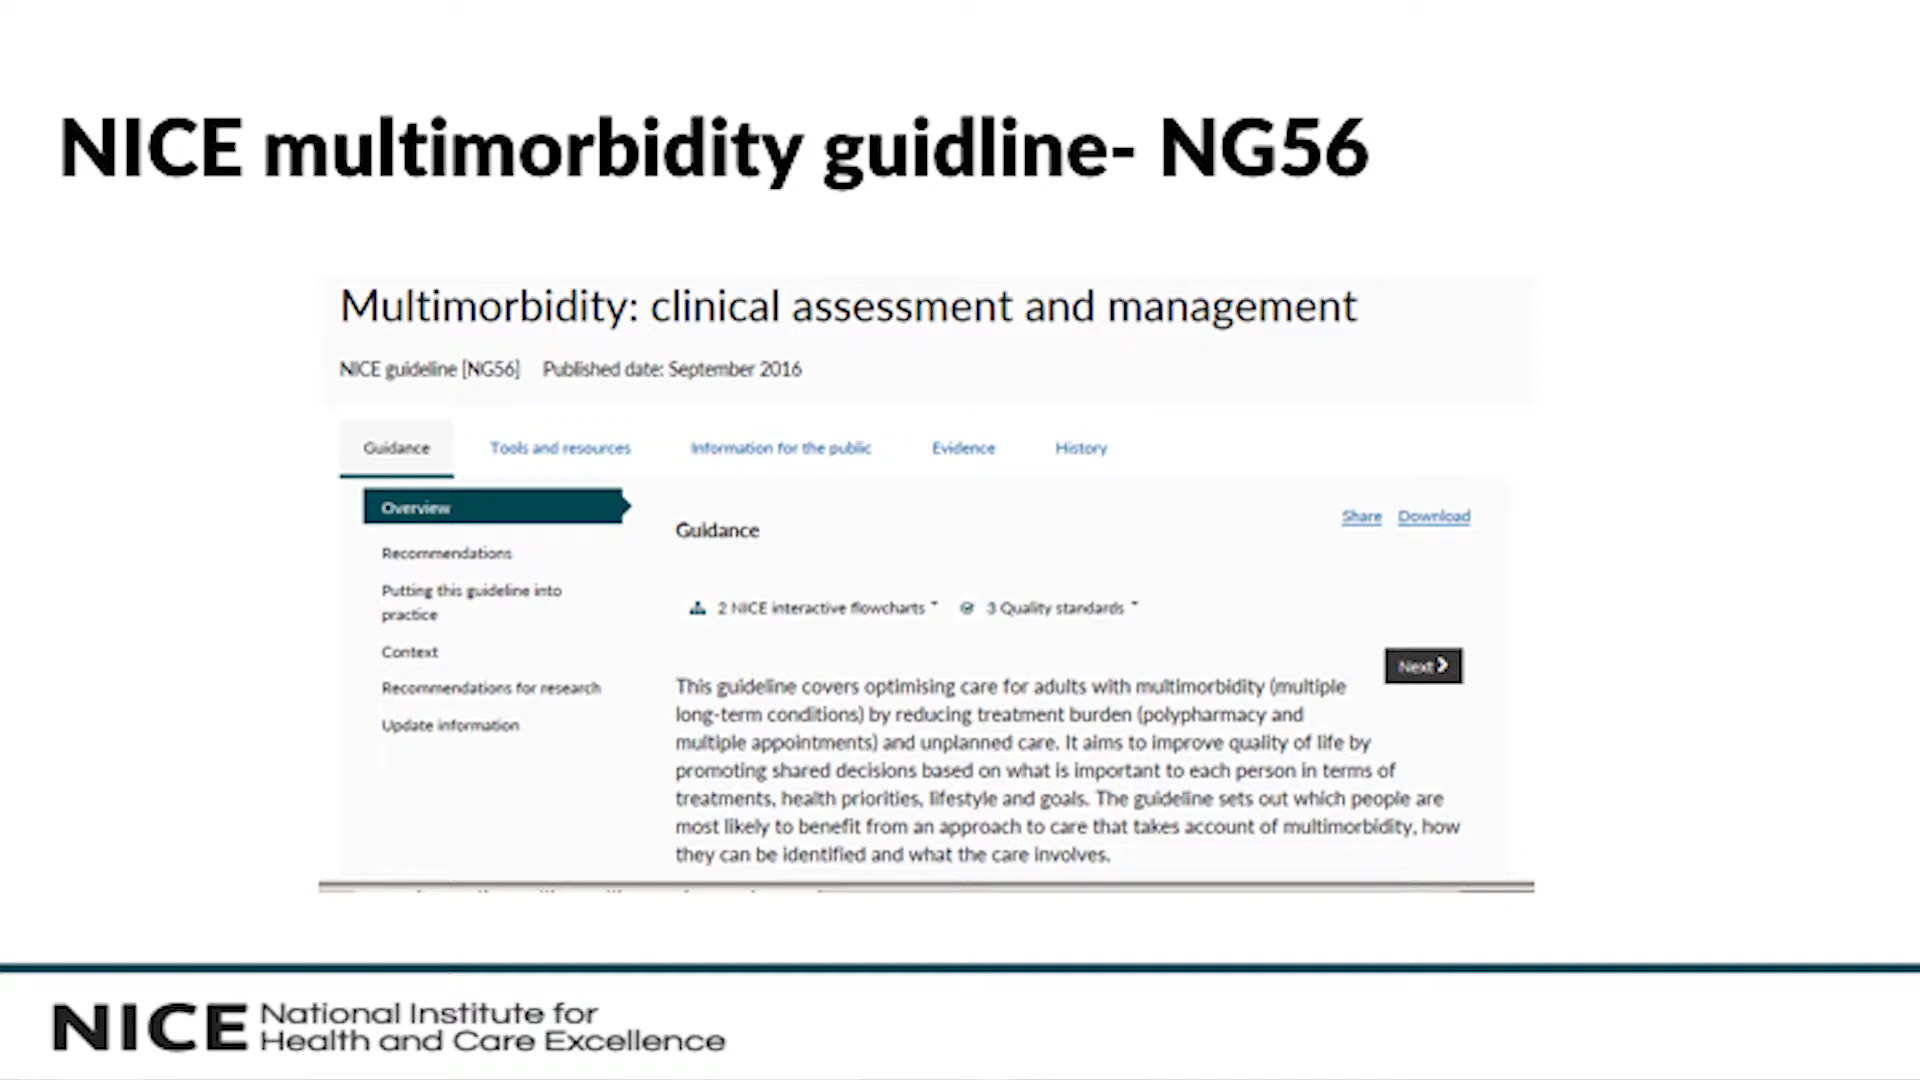 NICE multimorbidity guidline- NG56
Multimorbidity: clinical assessment and management
NICE guideline [NG56] Published date: September 2016
Guidance Tools and resources Information for the public Evidence History
Overview
Recommendations
Putting this guideline into
practice
Context
Recommendations for research
Update information
Share Download
Guidance
2 NICE interactive flowcharts 3 Quality standards
Next
This guideline covers optimising care for adults with multimorbidity (multiple
long-term conditions) by reducing treatment burden (polypharmacy and
multiple appointments) and unplanned care. It aims to improve quality of life by
promoting shared decisions based on what is important to each person in terms of
treatments, health priorities, lifestyle and goals. The guideline sets out which people are
most likely to benefit from an approach to care that takes account of multimorbidity, how
they can be identified and what the care involves.
NICE National Institute for
Health and Care Excellence